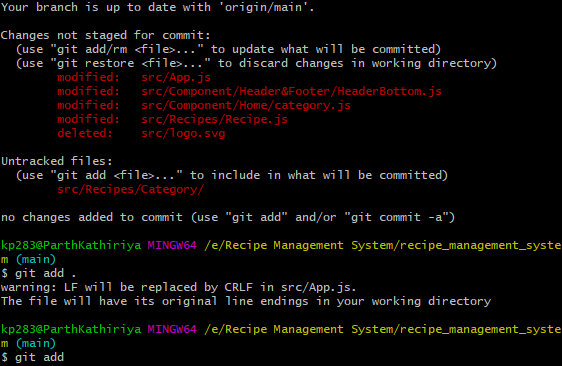 Your branch is up to date with 'origin/main'.
Changes not staged for commit:
(use "git add/rm <file>..." to update what will be committed)
(use "git restore <file>..." to discard changes in working directory)
modified: src/App.js
modified: src/Component/Header&Footer/HeaderBottom.js
modified: src/Component/Home/category.js
modified: src/Recipes/Recipe.js
deleted: src/logo.svg
Untracked files:
(use "git add <file>..." to include in what will be committed)
src/Recipes/Category/
no changes added to commit (use "git add" and/or "git commit -a")
kp283@ParthKathiriya MINGW64 /e/Recipe Management System/recipe_management_syste
m (main)
$ git add .
warning: LF will be replaced by CRLF in src/App.js.
The file will have its original line endings in your working directory
kp283@ParthKathiriya MINGW64 /e/Recipe Management System/recipe_management_syste
m (main)
$ git add